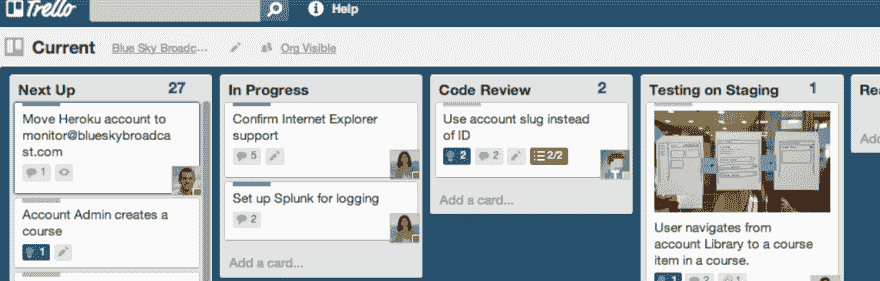 Trello
Help
Current
Blue Sky Broadc...
Org Visible
Next Up
27
Move Heroku account to
monitor@blueskybroadca
st.com
1
Account Admin creates a
course
1
In Progress
Confirm Internet Explorer
support
5
Set up Splunk for logging
2
Add a card...
Code Review
2
Use account slug instead
of ID
2
2
2/2
Add a card...
Testing on Staging
1
User navigates from
account Library to a course
item in a course.
1
2
1
Rea
Add